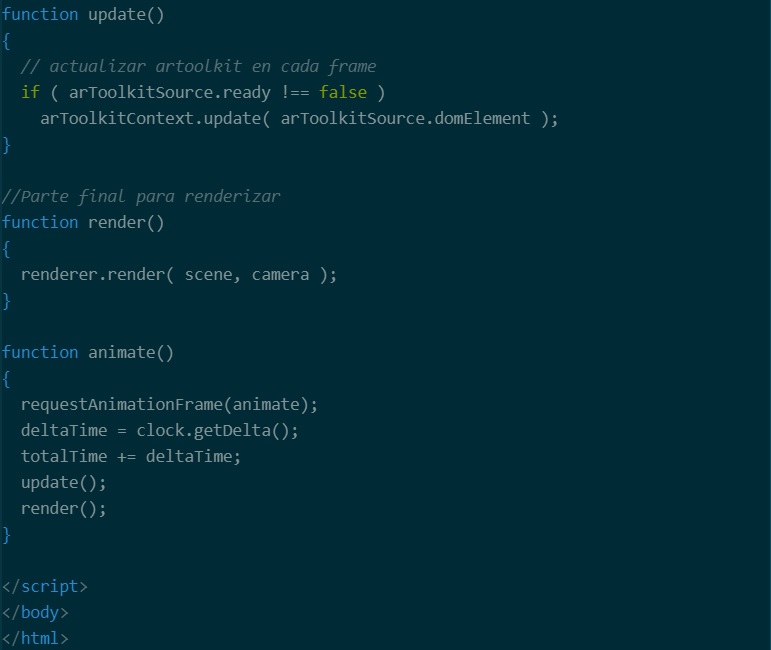 function update()
{
// actualizar artoolkit en cada frame
if ( arToolkitSource.ready !== false )
arToolkitContext.update( arToolkitSource.domElement );
}
//Parte final para renderizar
function render()
{
renderer.render( scene, camera );
}
function animate()
{
requestAnimationFrame(animate);
deltaTime = clock.getDelta();
totalTime += deltaTime;
update();
render();
}
</script>
</body>
</html>